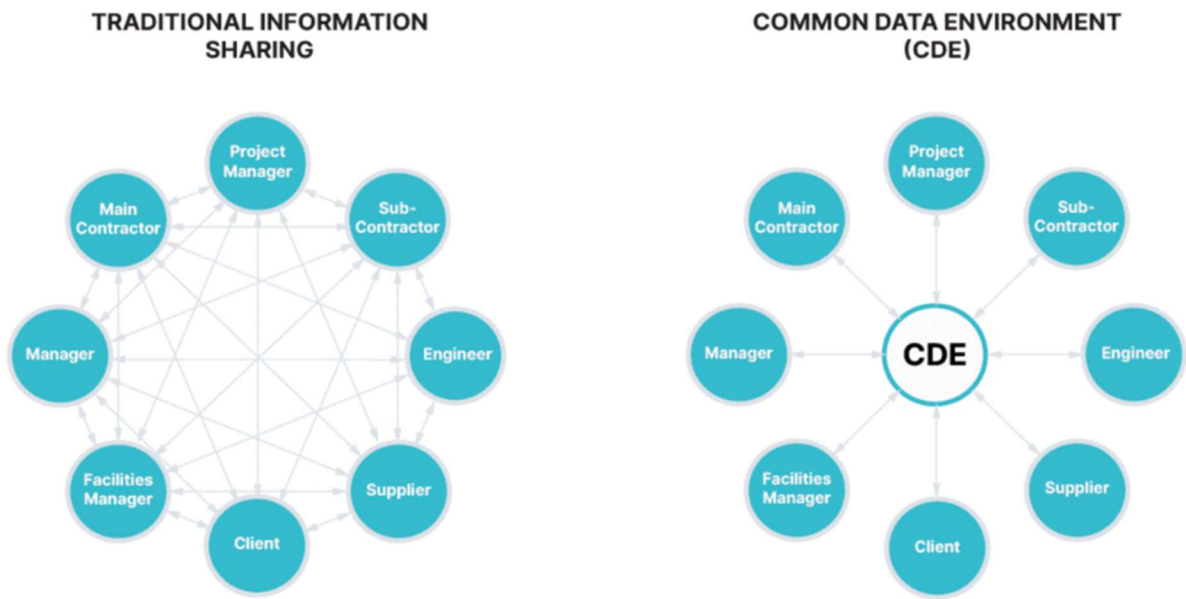 TRADITIONAL INFORMATION
SHARING
Project
Manager
Main
Contractor
Sub-
Contractor
Manager
Engineer
Facilities
Manager
Supplier
Client
COMMON DATA ENVIRONMENT
(CDE)
Project
Manager
Main
Contractor
Sub-
Contractor
Manager
CDE
Engineer
Facilities
Manager
Supplier
Client